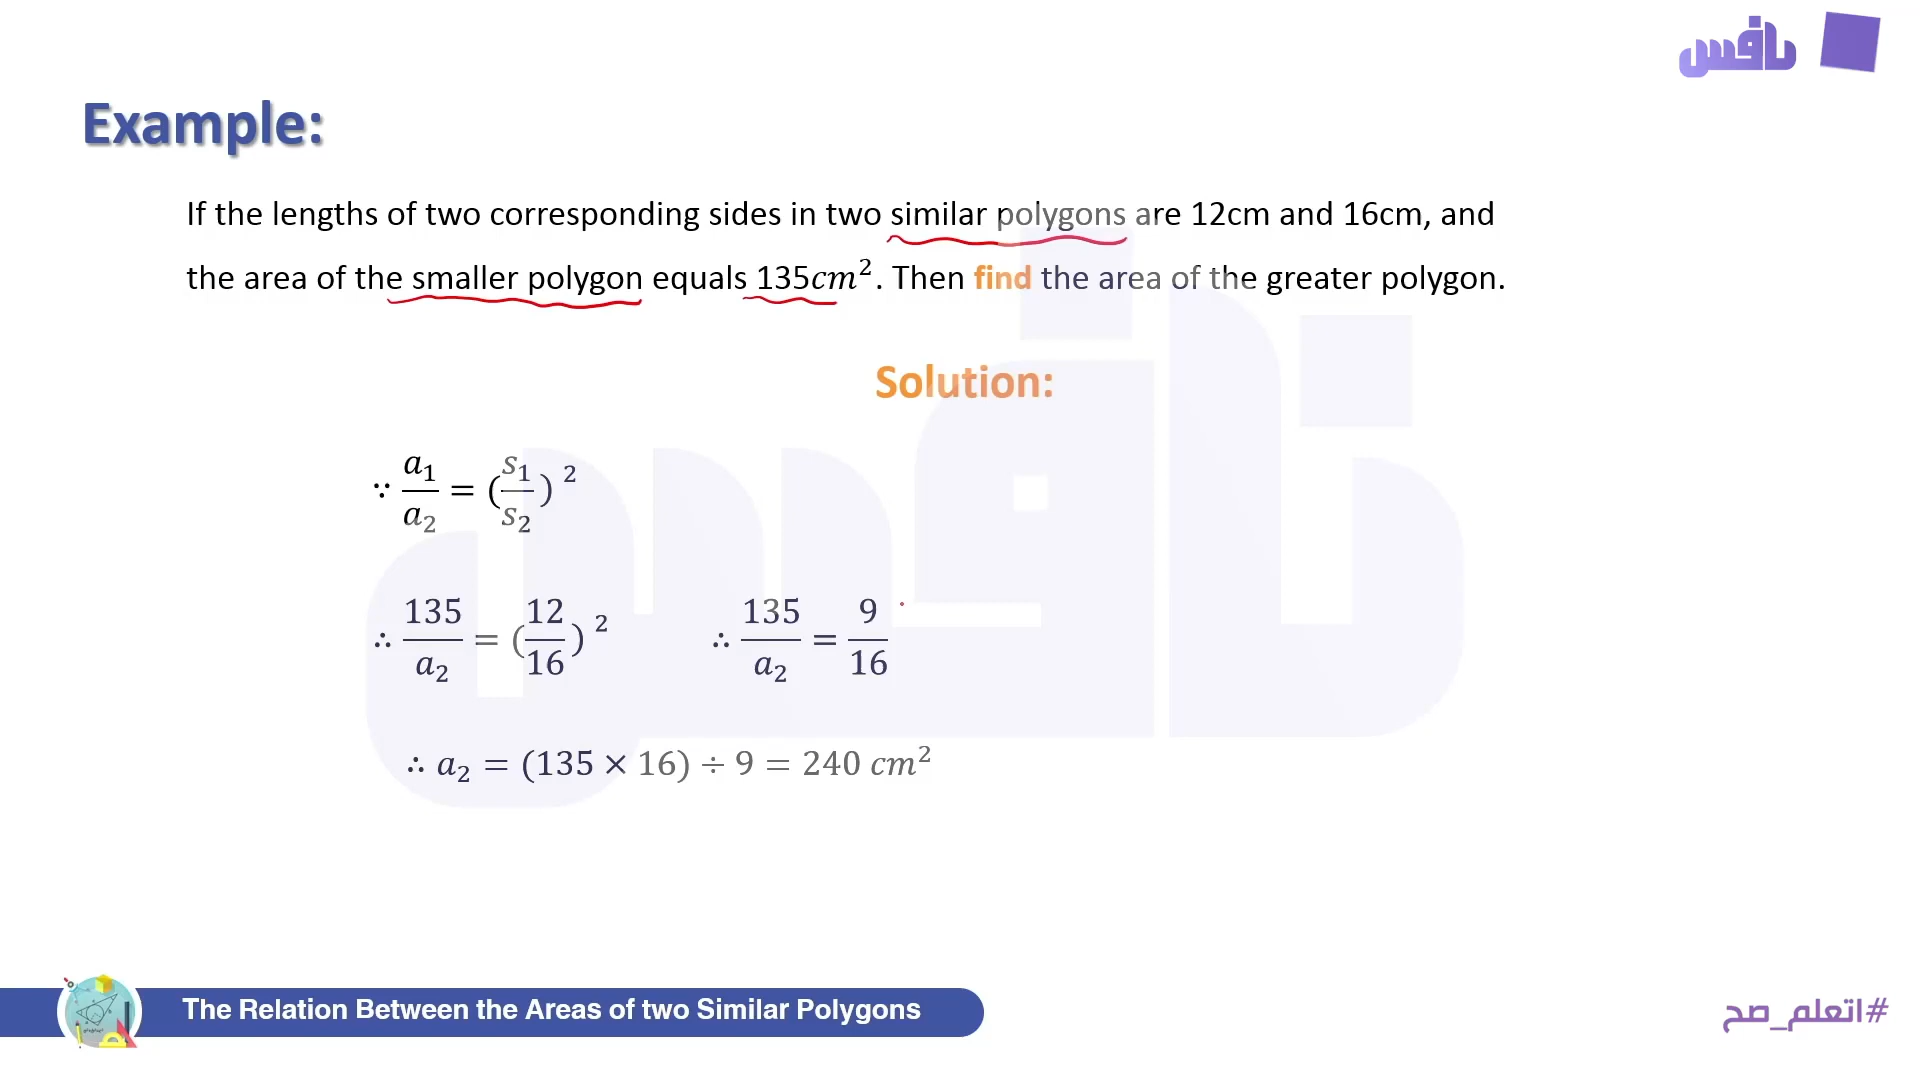 نافس
Example:
If the lengths of two corresponding sides in two similar polygons are 12cm and 16cm, and
the area of the smaller polygon equals 135cm². Then find the area of the greater polygon.
Solution:
∵ a₁/a₂ = (s₁/s₂)²
∴ 135/a₂ = (12/16)² ∴ 135/a₂ = 9/16
∴ a₂ = (135 × 16) ÷ 9 = 240 cm²
The Relation Between the Areas of two Similar Polygons
#اتعلم_صح